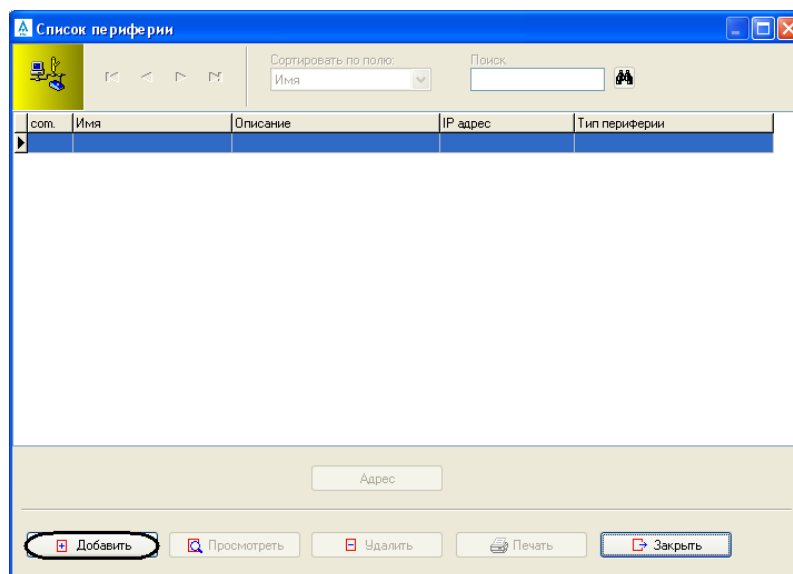 Список периферии
Сортировать по полю: Поиск
Имя
com. Имя Описание IP адрес Тип периферии
Адрес
Добавить Просмотреть Удалить Печать Закрыть